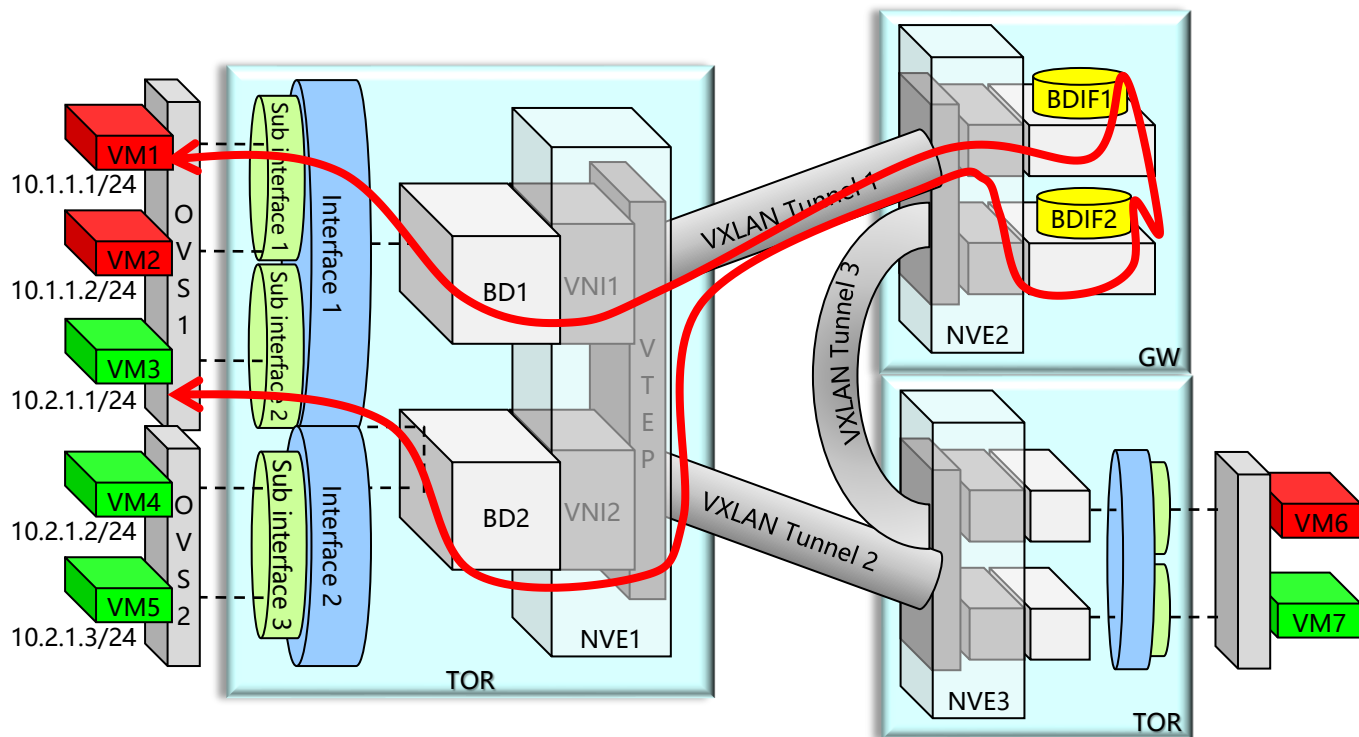 VM1
10.1.1.1/24
VM2
10.1.1.2/24
VM3
10.2.1.1/24
VM4
10.2.1.2/24
VM5
10.2.1.3/24
OVS1
OVS2
Sub interface 1
Sub interface 2
Sub interface 3
Interface 1
Interface 2
BD1
VNI1
BD2
VNI2
VTEP
NVE1
TOR
VXLAN Tunnel 1
VXLAN Tunnel 2
VXLAN Tunnel 3
BDIF1
BDIF2
NVE2
GW
NVE3
TOR
VM6
VM7